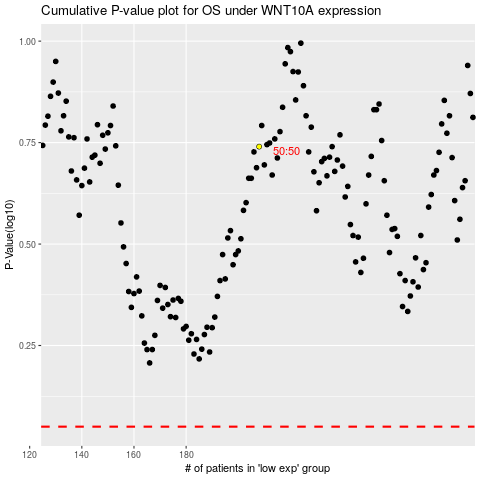 Cumulative P-value plot for OS under WNT10A expression
P-Value(log10)
1.00
0.75
0.50
0.25
50:50
120 140 160 180
# of patients in 'low exp' group